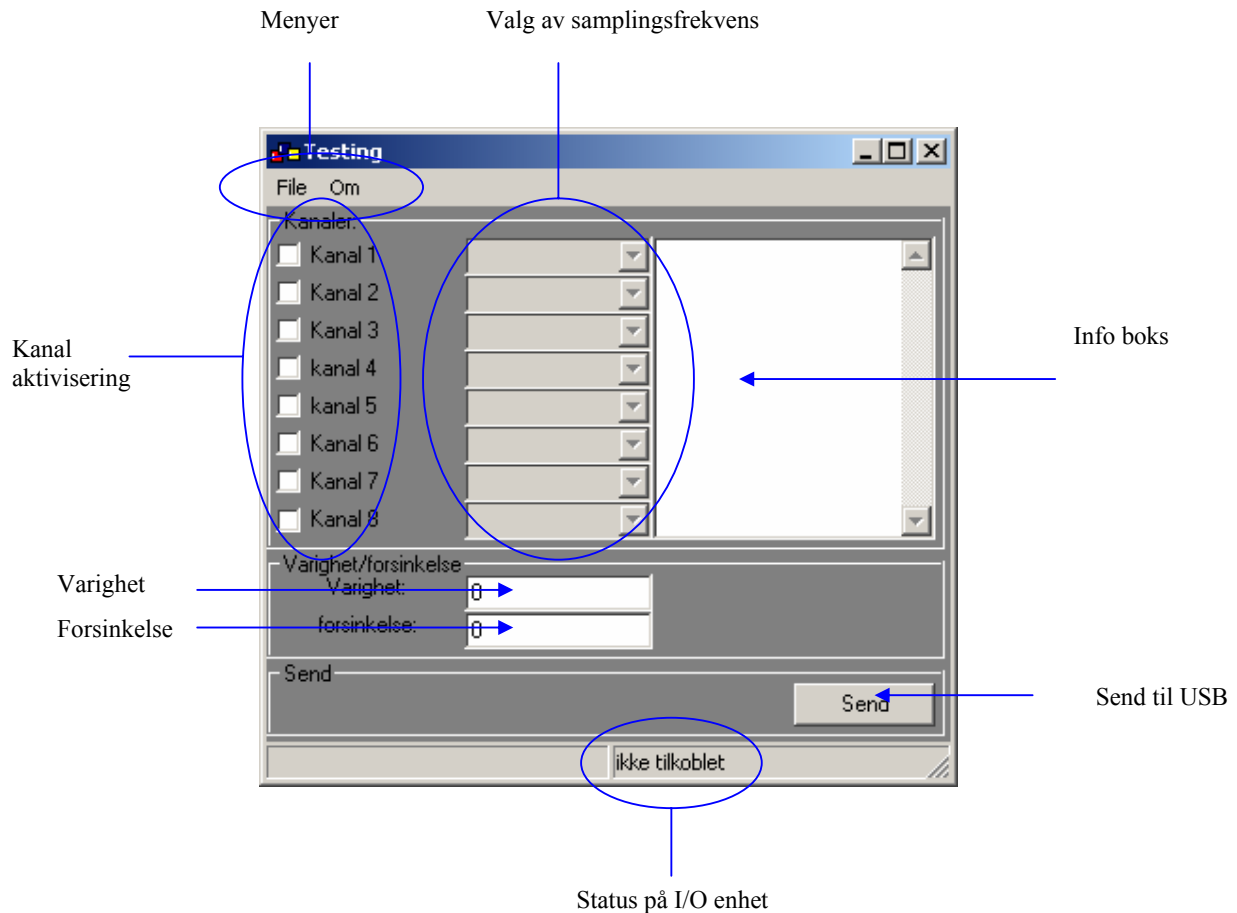 Menyer
Valg av samplingsfrekvens
Testing
File Om
Kanaler:
Kanal 1
Kanal 2
Kanal 3
kanal 4
kanal 5
Kanal 6
Kanal 7
Kanal 8
Kanal
aktivisering
Info boks
Varighet/forsinkelse
Varighet
Varighet:
0
Forsinkelse
forsinkelse:
0
Send
Send
Send til USB
ikke tilkoblet
Status på I/O enhet